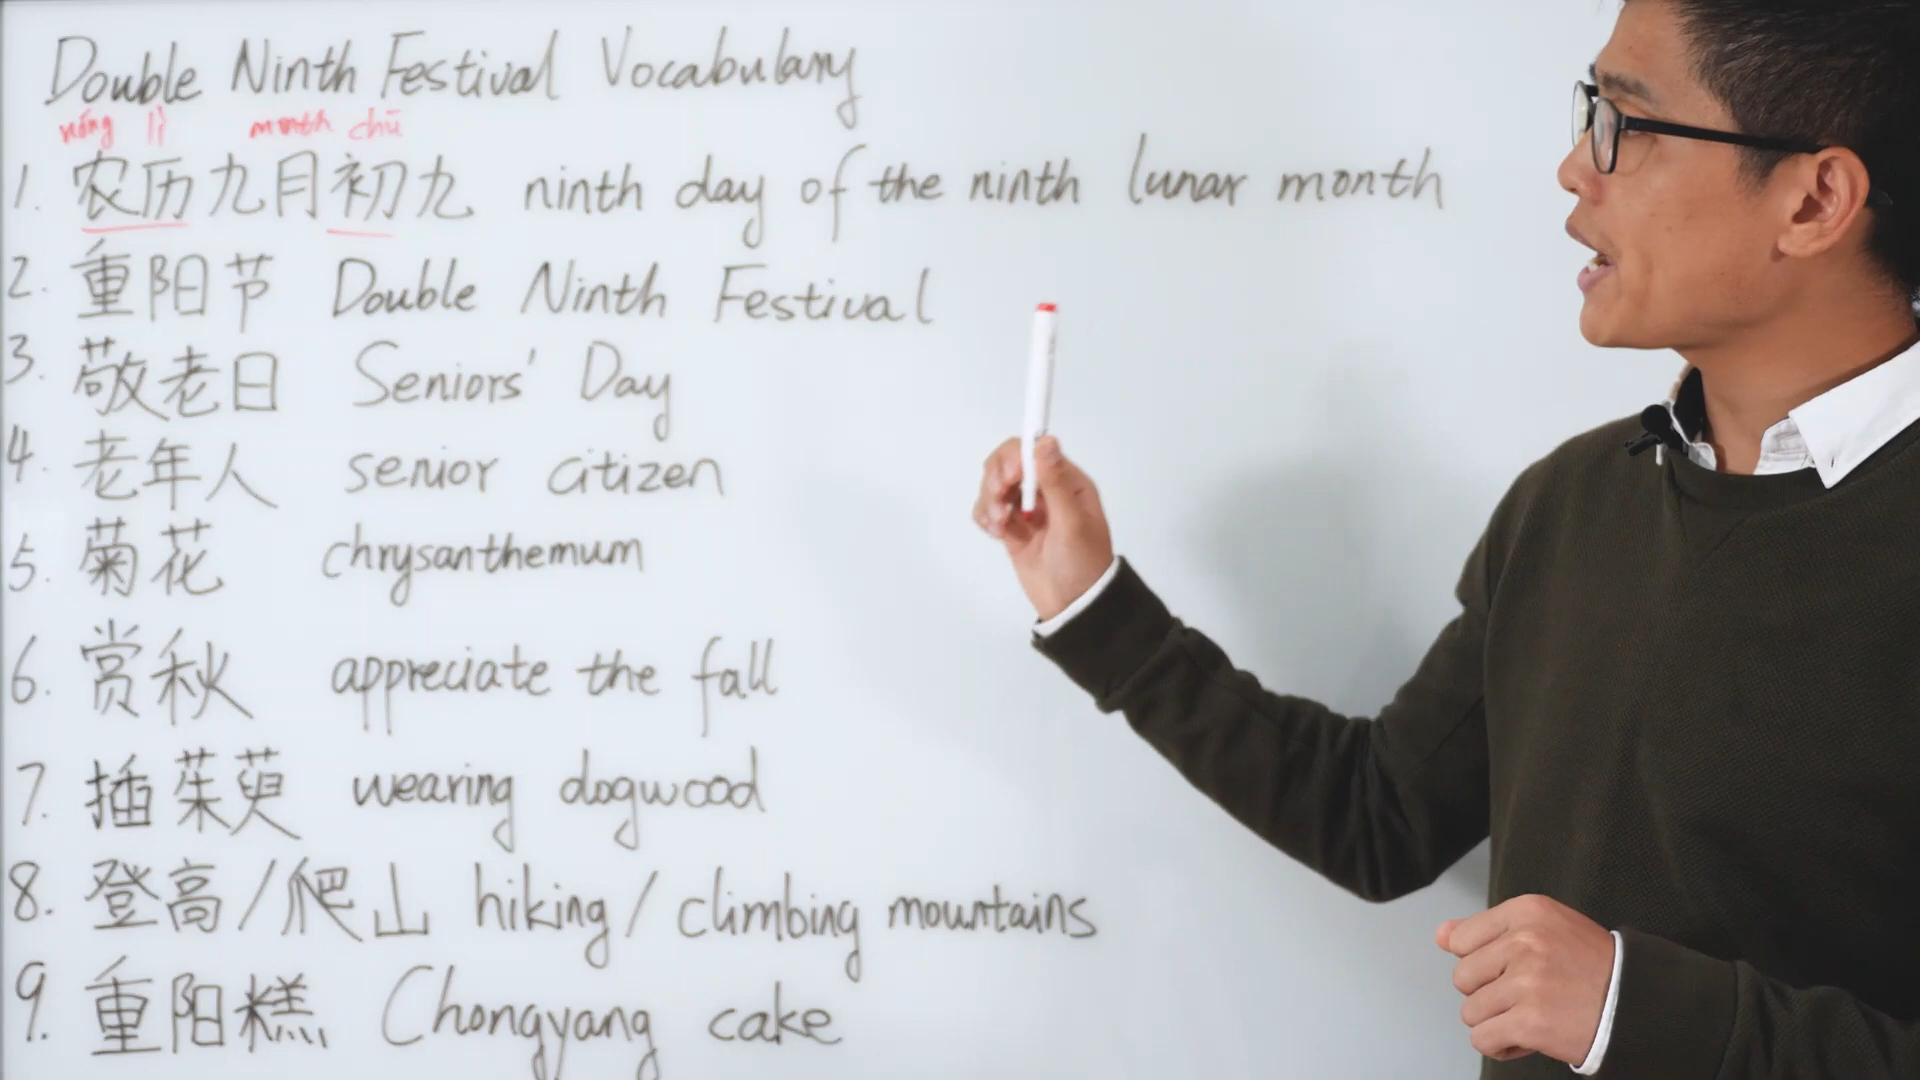 Double Ninth Festival Vocabulary
nóng lì month chū
1. 农历九月初九 ninth day of the ninth lunar month
2. 重阳节 Double Ninth Festival
3. 敬老日 Seniors' Day
4. 老年人 senior citizen
5. 菊花 chrysanthemum
6. 赏秋 appreciate the fall
7. 插茱萸 wearing dogwood
8. 登高/爬山 hiking/climbing mountains
9. 重阳糕 Chongyang cake